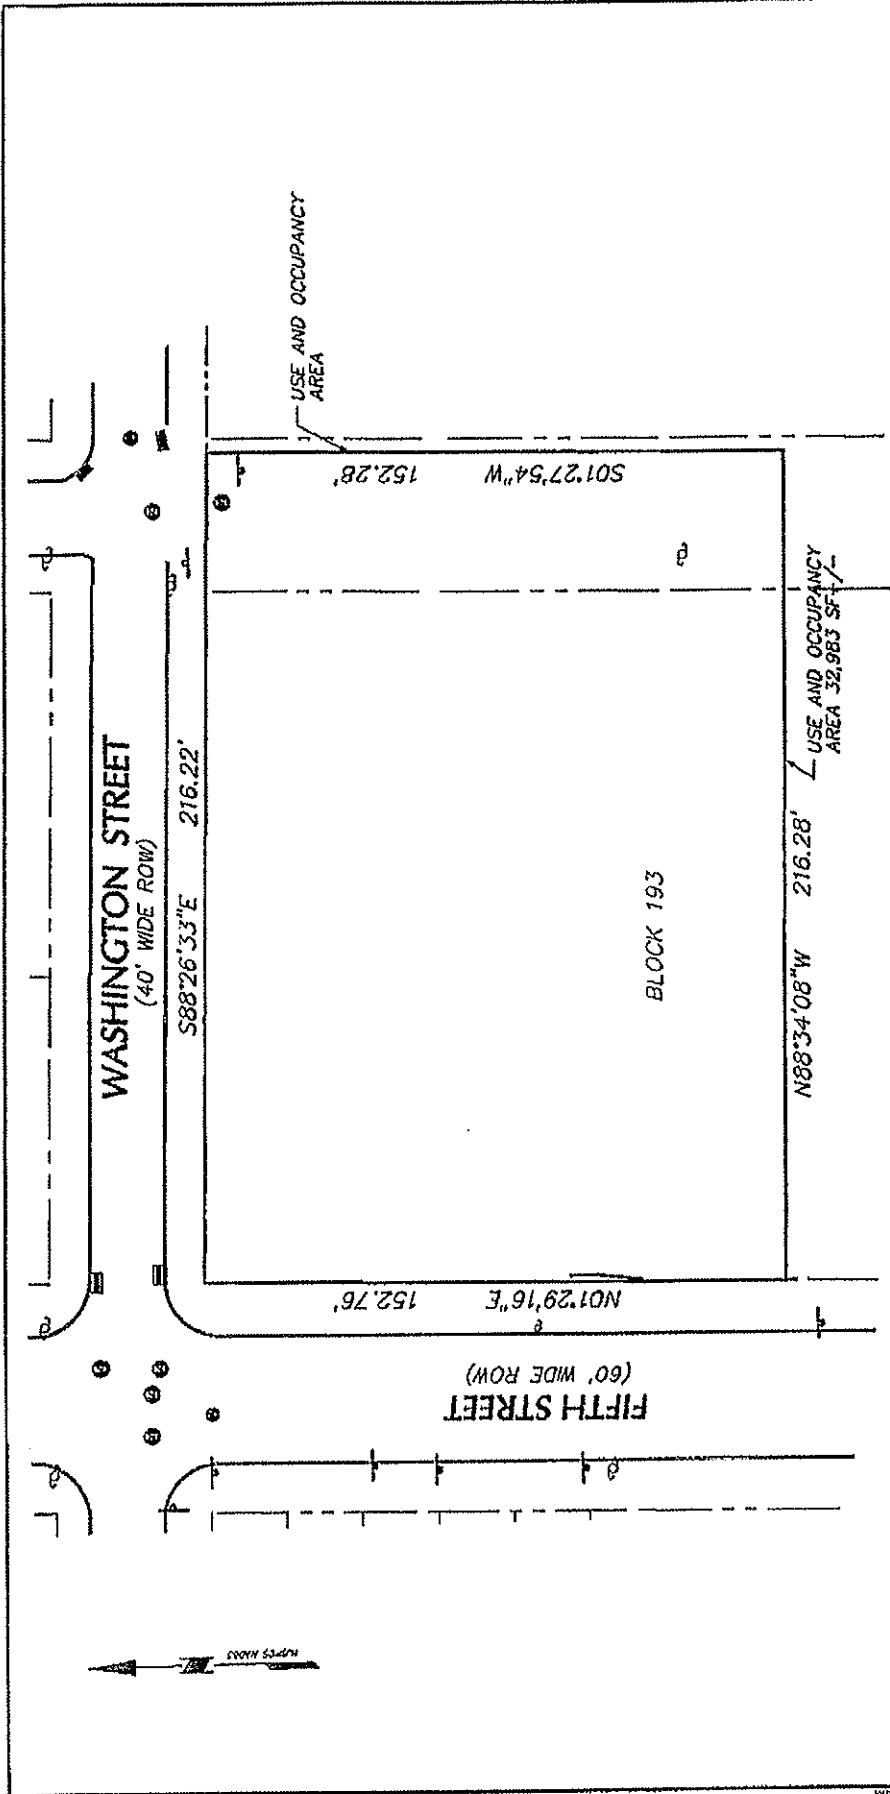 USE AND OCCUPANCY
AREA
S01°27'54"W 152.28'
WASHINGTON STREET
(40' WIDE ROW)
S88°26'33"E 216.22'
BLOCK 193
USE AND OCCUPANCY
AREA 32,983 SF+/-
N88°34'08"W 216.28'
N01°29'16"E 152.76'
FIFTH STREET
(60' WIDE ROW)